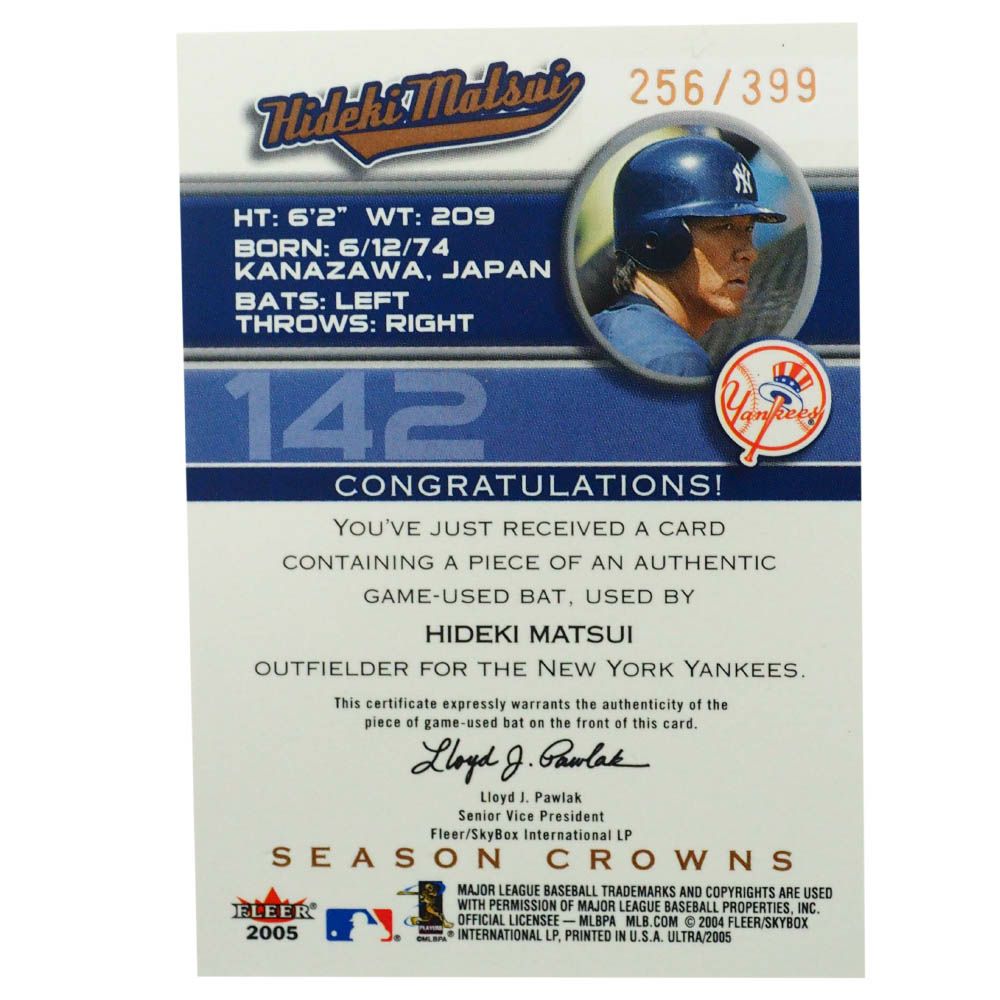 Hideki Matsui
256/399
HT: 6'2" WT: 209
BORN: 6/12/74
KANAZAWA, JAPAN
BATS: LEFT
THROWS: RIGHT
NY
Yankees
142
CONGRATULATIONS!
YOU'VE JUST RECEIVED A CARD
CONTAINING A PIECE OF AN AUTHENTIC
GAME-USED BAT, USED BY
HIDEKI MATSUI
OUTFIELDER FOR THE NEW YORK YANKEES.
This certificate expressly warrants the authenticity of the
piece of game-used bat on the front of this card.
Lloyd J. Pawlak
Lloyd J. Pawlak
Senior Vice President
Fleer/SkyBox International LP
SEASON CROWNS
FLEER®
2005
PLAYERS
©MLBPA
MAJOR LEAGUE BASEBALL TRADEMARKS AND COPYRIGHTS ARE USED
WITH PERMISSION OF MAJOR LEAGUE BASEBALL PROPERTIES, INC.
OFFICIAL LICENSEE — MLBPA MLB.COM © 2004 FLEER/SKYBOX
INTERNATIONAL LP, PRINTED IN U.S.A. ULTRA/2005